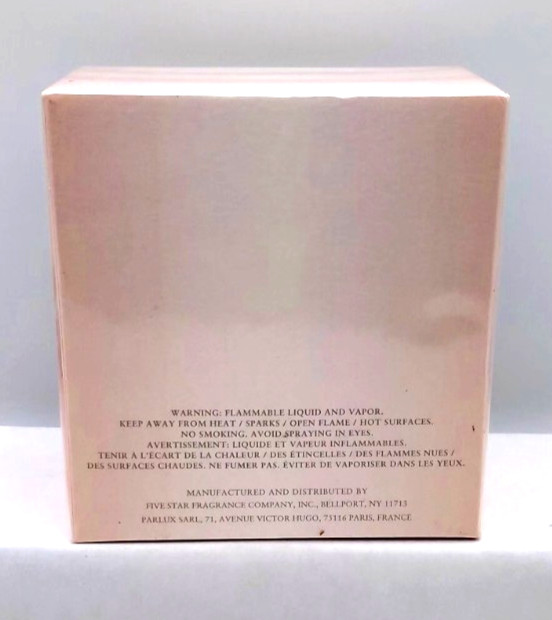 WARNING: FLAMMABLE LIQUID AND VAPOR.
KEEP AWAY FROM HEAT / SPARKS / OPEN FLAME / HOT SURFACES.
NO SMOKING. AVOID SPRAYING IN EYES.
AVERTISSEMENT: LIQUIDE ET VAPEUR INFLAMMABLES.
TENIR À L'ÉCART DE LA CHALEUR / DES ÉTINCELLES / DES FLAMMES NUES /
DES SURFACES CHAUDES. NE FUMER PAS. ÉVITER DE VAPORISER DANS LES YEUX.
MANUFACTURED AND DISTRIBUTED BY
FIVE STAR FRAGRANCE COMPANY, INC., BELLPORT, NY 11713
PARLUX SARL, 71, AVENUE VICTOR HUGO, 75116 PARIS, FRANCE